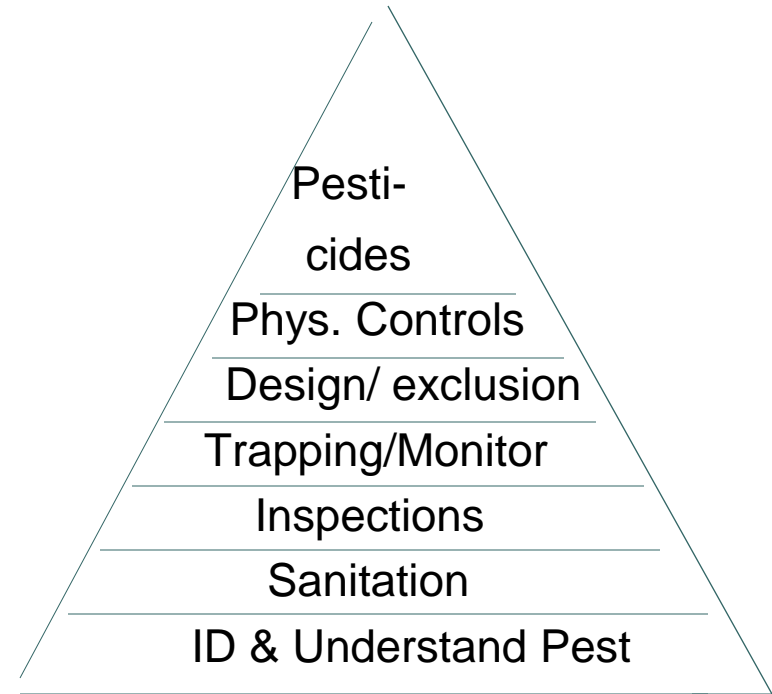 Pesti-
cides
Phys. Controls
Design/ exclusion
Trapping/Monitor
Inspections
Sanitation
ID & Understand Pest